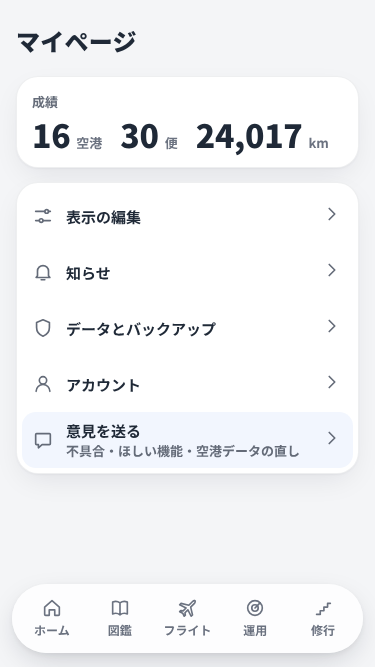 マイページ
成績
16 空港 30 便 24,017 km
表示の編集
知らせ
データとバックアップ
アカウント
意見を送る
不具合・ほしい機能・空港データの直し
ホーム 図鑑 フライト 運用 修行